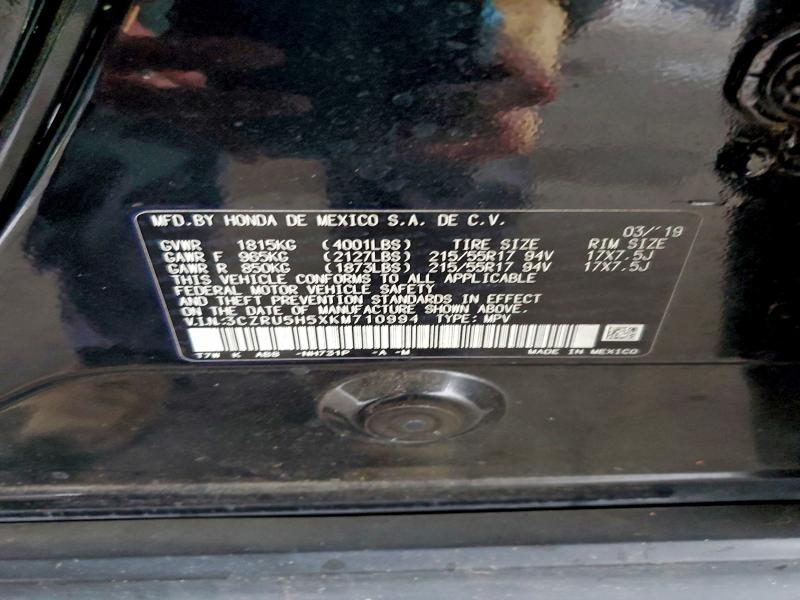 MFD.BY HONDA DE MEXICO S.A. DE C.V.
03/'19
GVWR 1815KG (4001LBS) TIRE SIZE RIM SIZE
GAWR F 965KG (2127LBS) 215/55R17 94V 17X7.5J
GAWR R 850KG (1873LBS) 215/55R17 94V 17X7.5J
THIS VEHICLE CONFORMS TO ALL APPLICABLE
FEDERAL MOTOR VEHICLE SAFETY
AND THEFT PREVENTION STANDARDS IN EFFECT
ON THE DATE OF MANUFACTURE SHOWN ABOVE.
V.I.N:3CZRU5H5XKM710994 TYPE: MPV
T7W K ABS -NH731P -A -M MADE IN MEXICO